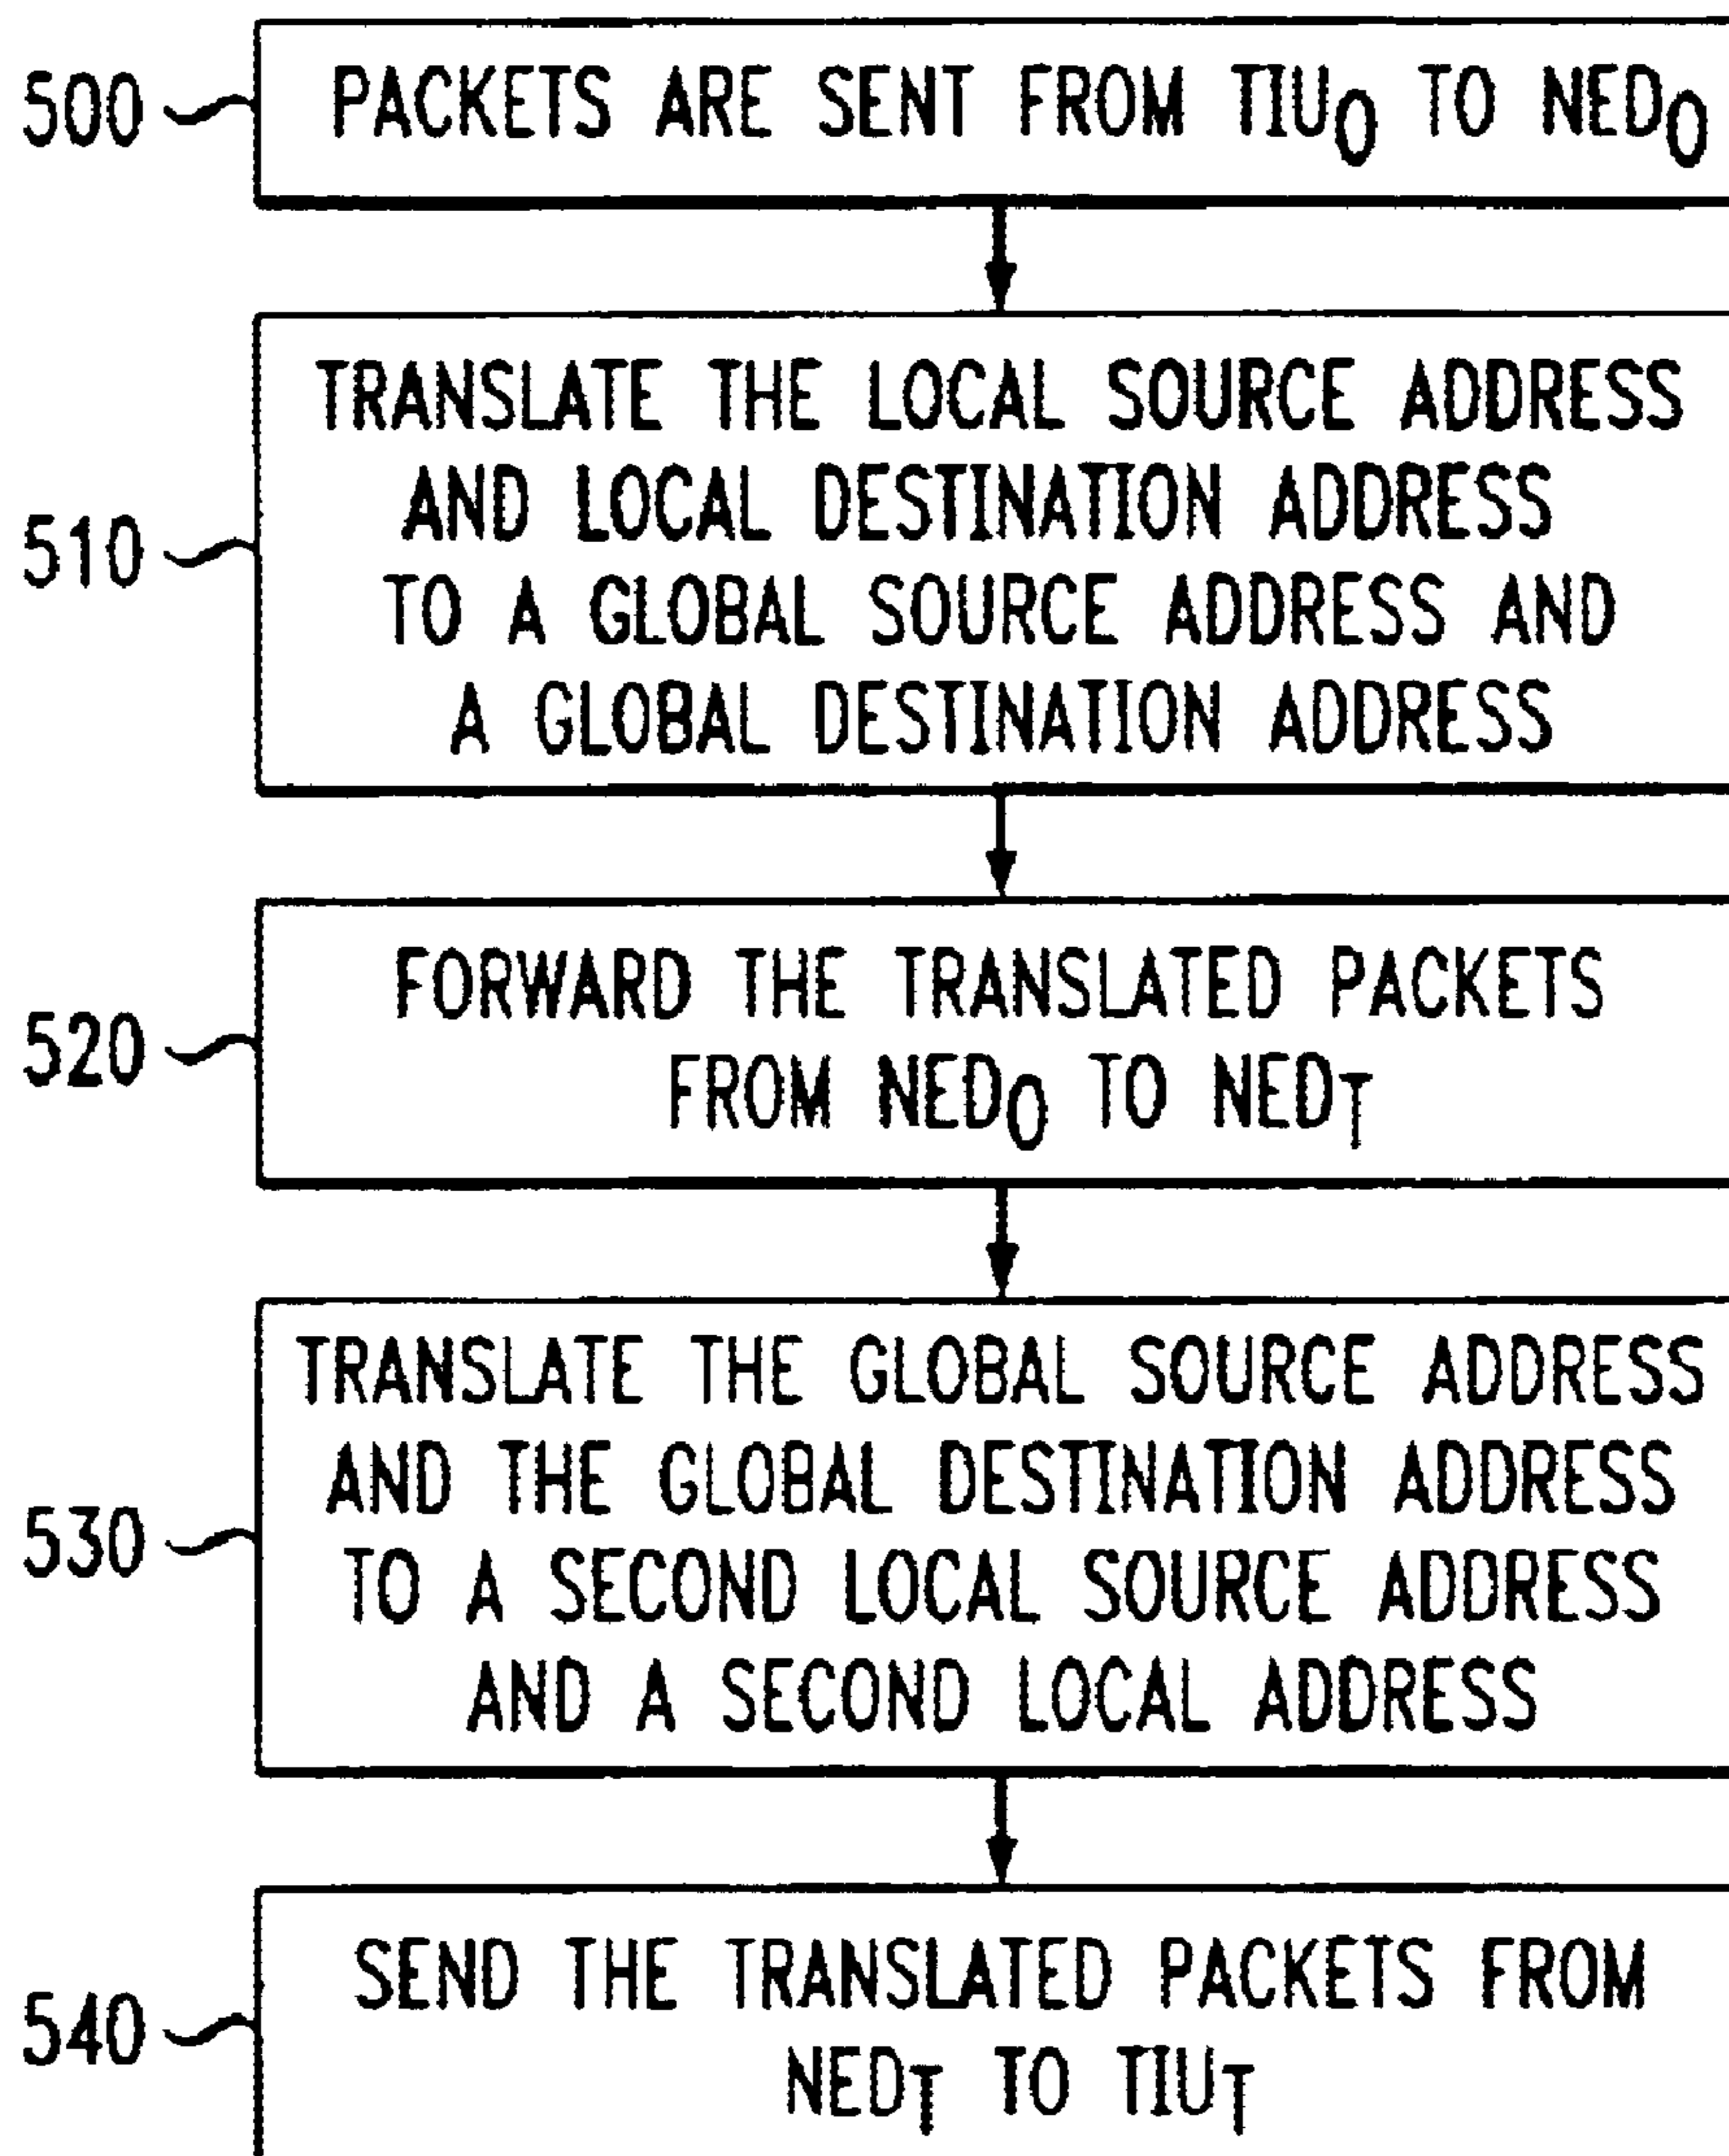 500
PACKETS ARE SENT FROM TIUO TO NEDO
510
TRANSLATE THE LOCAL SOURCE ADDRESS
AND LOCAL DESTINATION ADDRESS
TO A GLOBAL SOURCE ADDRESS AND
A GLOBAL DESTINATION ADDRESS
520
FORWARD THE TRANSLATED PACKETS
FROM NEDO TO NEDT
530
TRANSLATE THE GLOBAL SOURCE ADDRESS
AND THE GLOBAL DESTINATION ADDRESS
TO A SECOND LOCAL SOURCE ADDRESS
AND A SECOND LOCAL ADDRESS
540
SEND THE TRANSLATED PACKETS FROM
NEDT TO TIUT